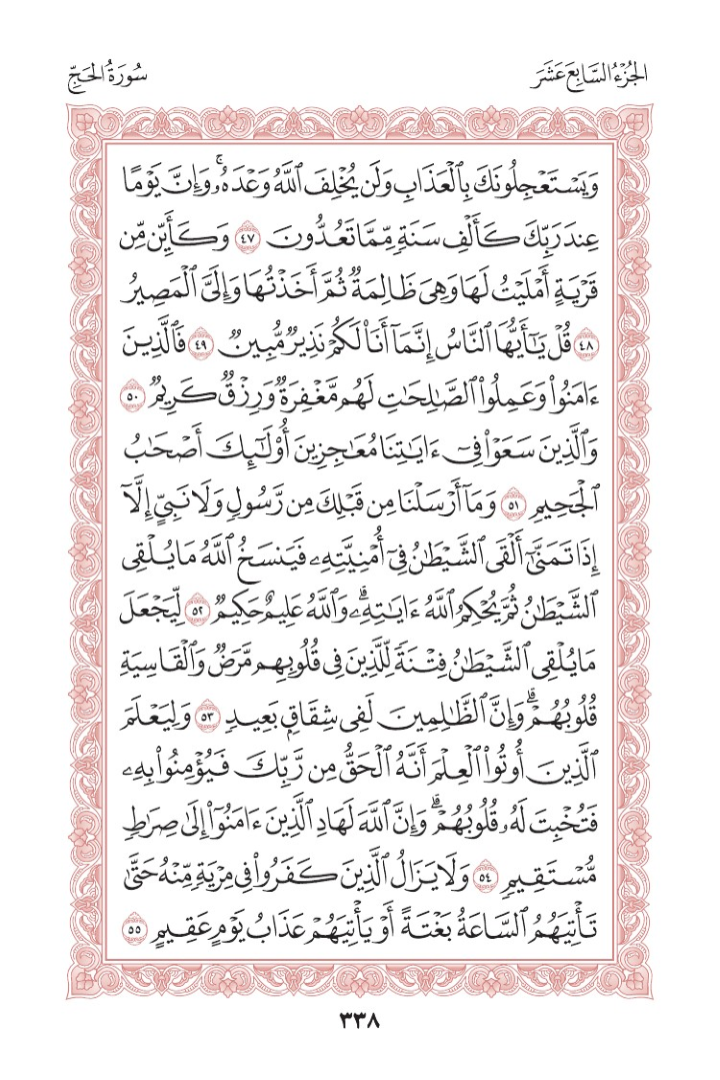 الجُزْءُ السَّابِعَ عَشَرَ
سُورَةُ الحَجِّ
وَيَسْتَعْجِلُونَكَ بِٱلْعَذَابِ وَلَن يُخْلِفَ ٱللَّهُ وَعْدَهُۥۚ وَإِنَّ يَوْمًا
عِندَ رَبِّكَ كَأَلْفِ سَنَةٍ مِّمَّا تَعُدُّونَ ٤٧ وَكَأَيِّن مِّن
قَرْيَةٍ أَمْلَيْتُ لَهَا وَهِىَ ظَالِمَةٌ ثُمَّ أَخَذْتُهَا وَإِلَىَّ ٱلْمَصِيرُ
٤٨ قُلْ يَـٰٓأَيُّهَا ٱلنَّاسُ إِنَّمَآ أَنَا۠ لَكُمْ نَذِيرٌ مُّبِينٌ ٤٩ فَٱلَّذِينَ
ءَامَنُوا۟ وَعَمِلُوا۟ ٱلصَّـٰلِحَـٰتِ لَهُم مَّغْفِرَةٌ وَرِزْقٌ كَرِيمٌ ٥٠
وَٱلَّذِينَ سَعَوْا۟ فِىٓ ءَايَـٰتِنَا مُعَـٰجِزِينَ أُو۟لَـٰٓئِكَ أَصْحَـٰبُ
ٱلْجَحِيمِ ٥١ وَمَآ أَرْسَلْنَا مِن قَبْلِكَ مِن رَّسُولٍ وَلَا نَبِىٍّ إِلَّآ
إِذَا تَمَنَّىٰٓ أَلْقَى ٱلشَّيْطَـٰنُ فِىٓ أُمْنِيَّتِهِۦ فَيَنسَخُ ٱللَّهُ مَا يُلْقِى
ٱلشَّيْطَـٰنُ ثُمَّ يُحْكِمُ ٱللَّهُ ءَايَـٰتِهِۦۗ وَٱللَّهُ عَلِيمٌ حَكِيمٌ ٥٢ لِّيَجْعَلَ
مَا يُلْقِى ٱلشَّيْطَـٰنُ فِتْنَةً لِّلَّذِينَ فِى قُلُوبِهِم مَّرَضٌ وَٱلْقَاسِيَةِ
قُلُوبُهُمْۗ وَإِنَّ ٱلظَّـٰلِمِينَ لَفِى شِقَاقٍۭ بَعِيدٍ ٥٣ وَلِيَعْلَمَ
ٱلَّذِينَ أُوتُوا۟ ٱلْعِلْمَ أَنَّهُ ٱلْحَقُّ مِن رَّبِّكَ فَيُؤْمِنُوا۟ بِهِۦ
فَتُخْبِتَ لَهُۥ قُلُوبُهُمْۗ وَإِنَّ ٱللَّهَ لَهَادِ ٱلَّذِينَ ءَامَنُوٓا۟ إِلَىٰ صِرَٰطٍ
مُّسْتَقِيمٍ ٥٤ وَلَا يَزَالُ ٱلَّذِينَ كَفَرُوا۟ فِى مِرْيَةٍ مِّنْهُ حَتَّىٰ
تَأْتِيَهُمُ ٱلسَّاعَةُ بَغْتَةً أَوْ يَأْتِيَهُمْ عَذَابُ يَوْمٍ عَقِيمٍ ٥٥
٣٣٨